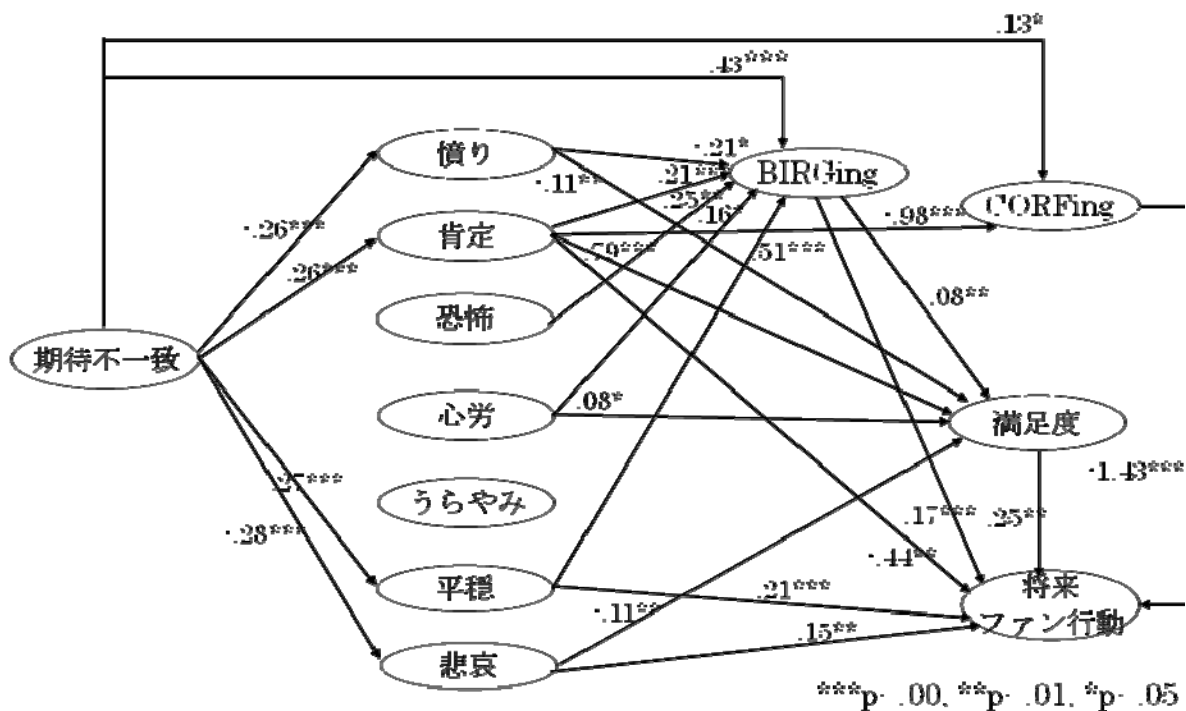 .13*
.43***
憤り
-.21*
BIRGing
-.11**
.21***
.25**
.16*
CORFing
-.26***
肯定
-.98***
.26***
.79***
.51***
恐怖
.08**
期待不一致
心労
.08*
満足度
-1.43***
.27***
うらやみ
.17***
.25**
-.28***
-.44**
平穏
.21***
将来
ファン行動
-.11**
.15**
悲哀
***p- .00, **p- .01, *p- .05